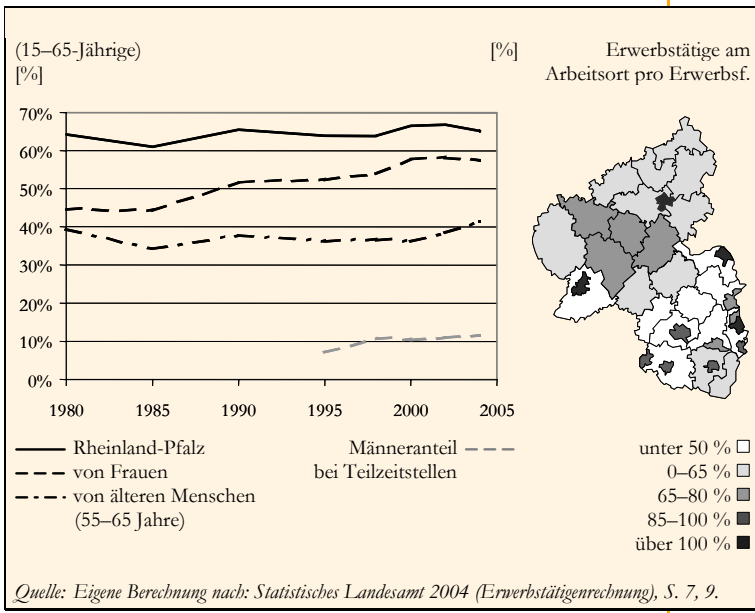 (15–65-Jährige)
[%]
[%]
Erwerbstätige am
Arbeitsort pro Erwerbsf.
70%
60%
50%
40%
30%
20%
10%
0%
1980 1985 1990 1995 2000 2005
Rheinland-Pfalz
von Frauen
von älteren Menschen
(55–65 Jahre)
Männeranteil
bei Teilzeitstellen
unter 50 %
0–65 %
65–80 %
85–100 %
über 100 %
Quelle: Eigene Berechnung nach: Statistisches Landesamt 2004 (Erwerbstätigenrechnung), S. 7, 9.